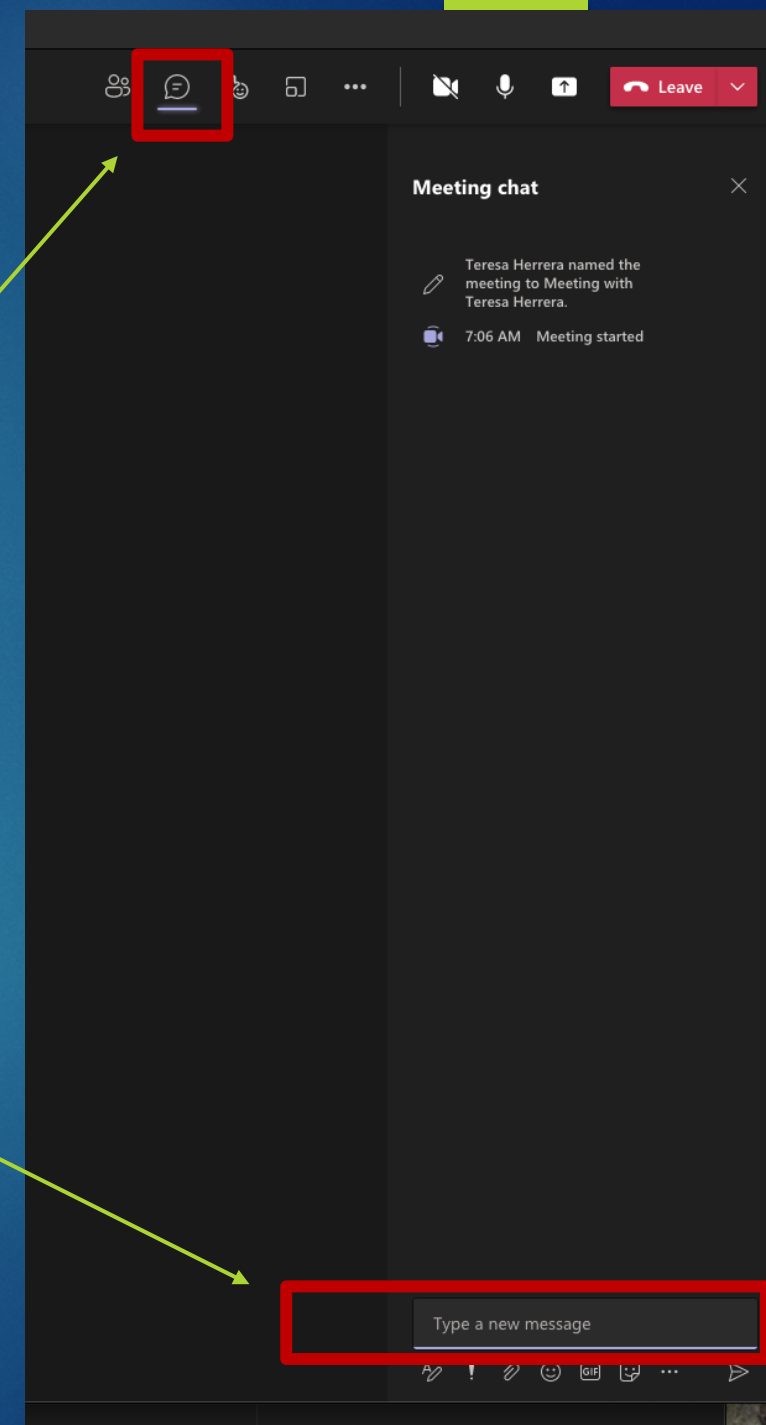 Leave
Meeting chat
Teresa Herrera named the
meeting to Meeting with
Teresa Herrera.
7:06 AM Meeting started
Type a new message
GIF